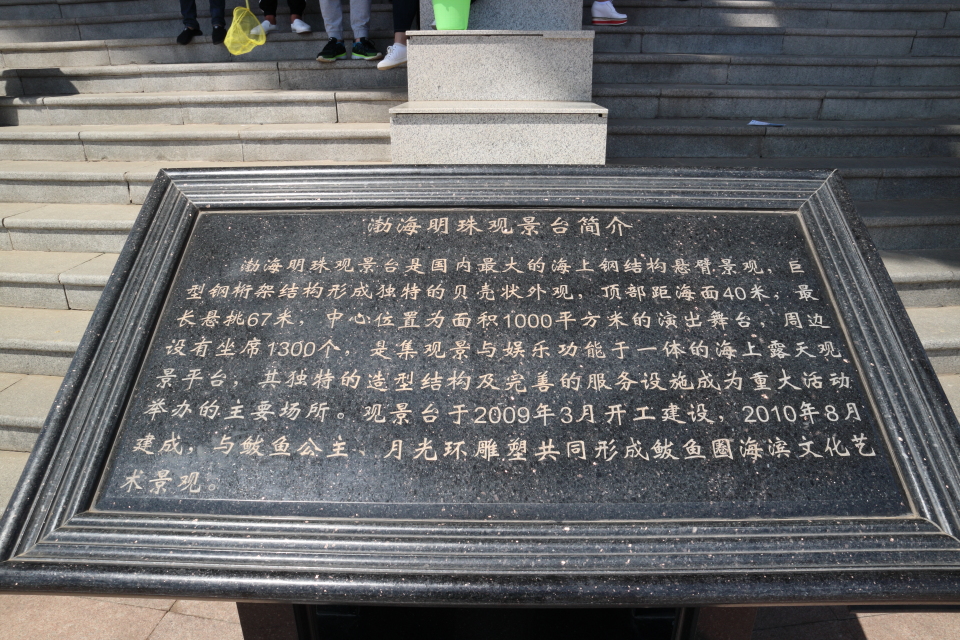 渤海明珠观景台简介
渤海明珠观景台是国内最大的海上钢结构悬臂景观，巨
型钢桁架结构形成独特的贝壳状外观，顶部距海面40米，最
长悬挑67米，中心位置为面积1000平方米的演出舞台，周边
设有坐席1300个，是集观景与娱乐功能于一体的海上露天观
景平台，其独特的造型结构及完善的服务设施成为重大活动
举办的主要场所。观景台于2009年3月开工建设，2010年8月
建成，与鲅鱼公主、月光环雕塑共同形成鲅鱼圈海滨文化艺
术景观。